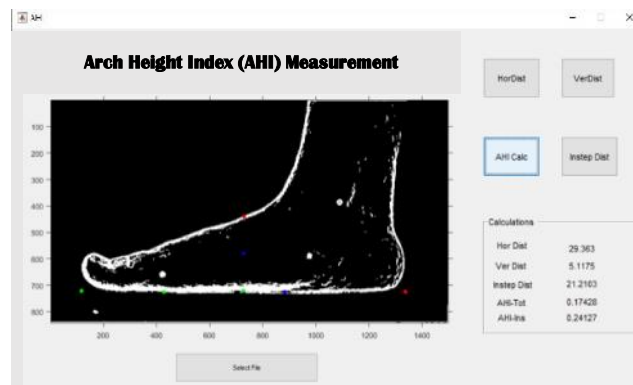 AHI
Arch Height Index (AHI) Measurement
HorDist
VerDist
AHI Calc
Instep Dist
100
200
300
400
500
600
700
800
200
400
600
800
1000
1200
1400
Calculations
Hor Dist 29.363
Ver Dist 5.1175
Instep Dist 21.2103
AHI-Tot 0.17428
AHI-Ins 0.24127
Select File